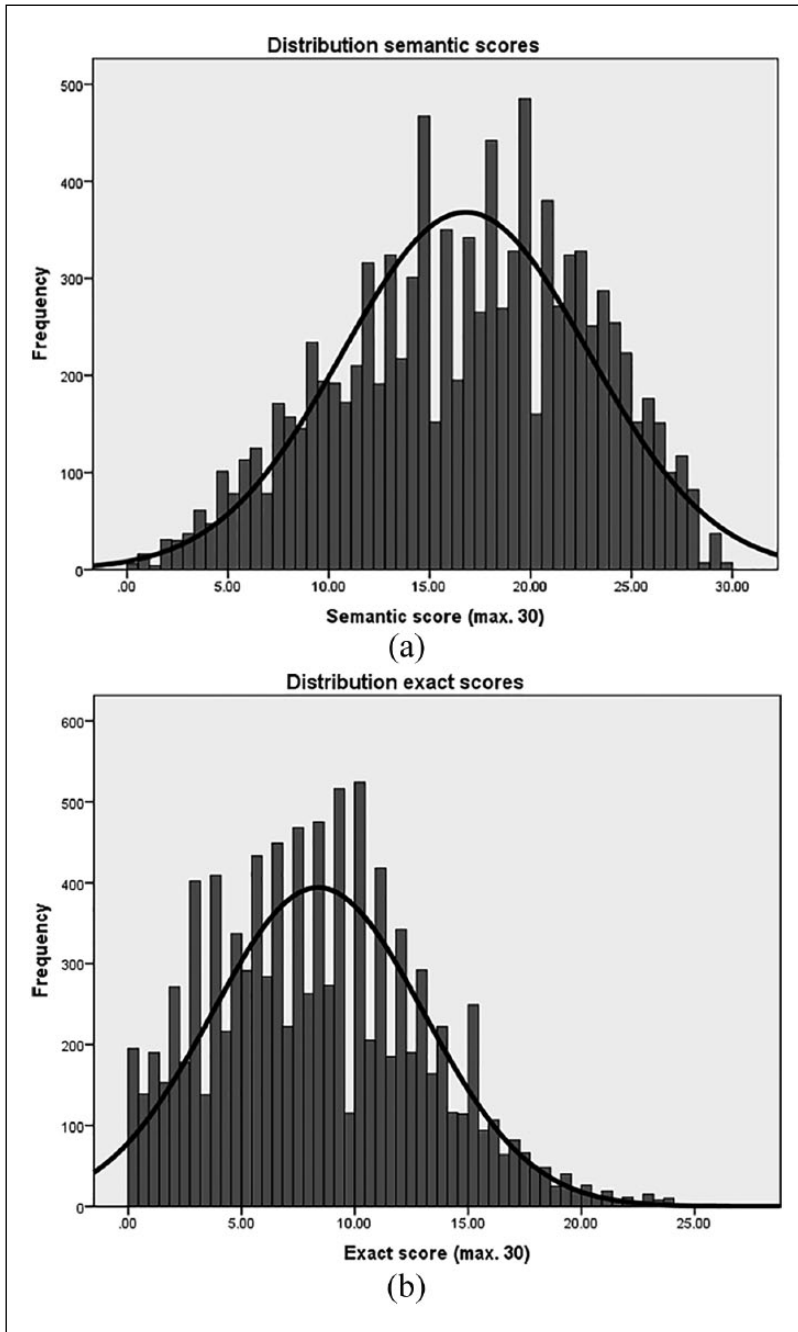 Distribution semantic scores
500
400
300
200
100
0
Frequency
.00 5.00 10.00 15.00 20.00 25.00 30.00
Semantic score (max. 30)
(a)
Distribution exact scores
600
500
400
300
200
100
0
Frequency
.00 5.00 10.00 15.00 20.00 25.00
Exact score (max. 30)
(b)